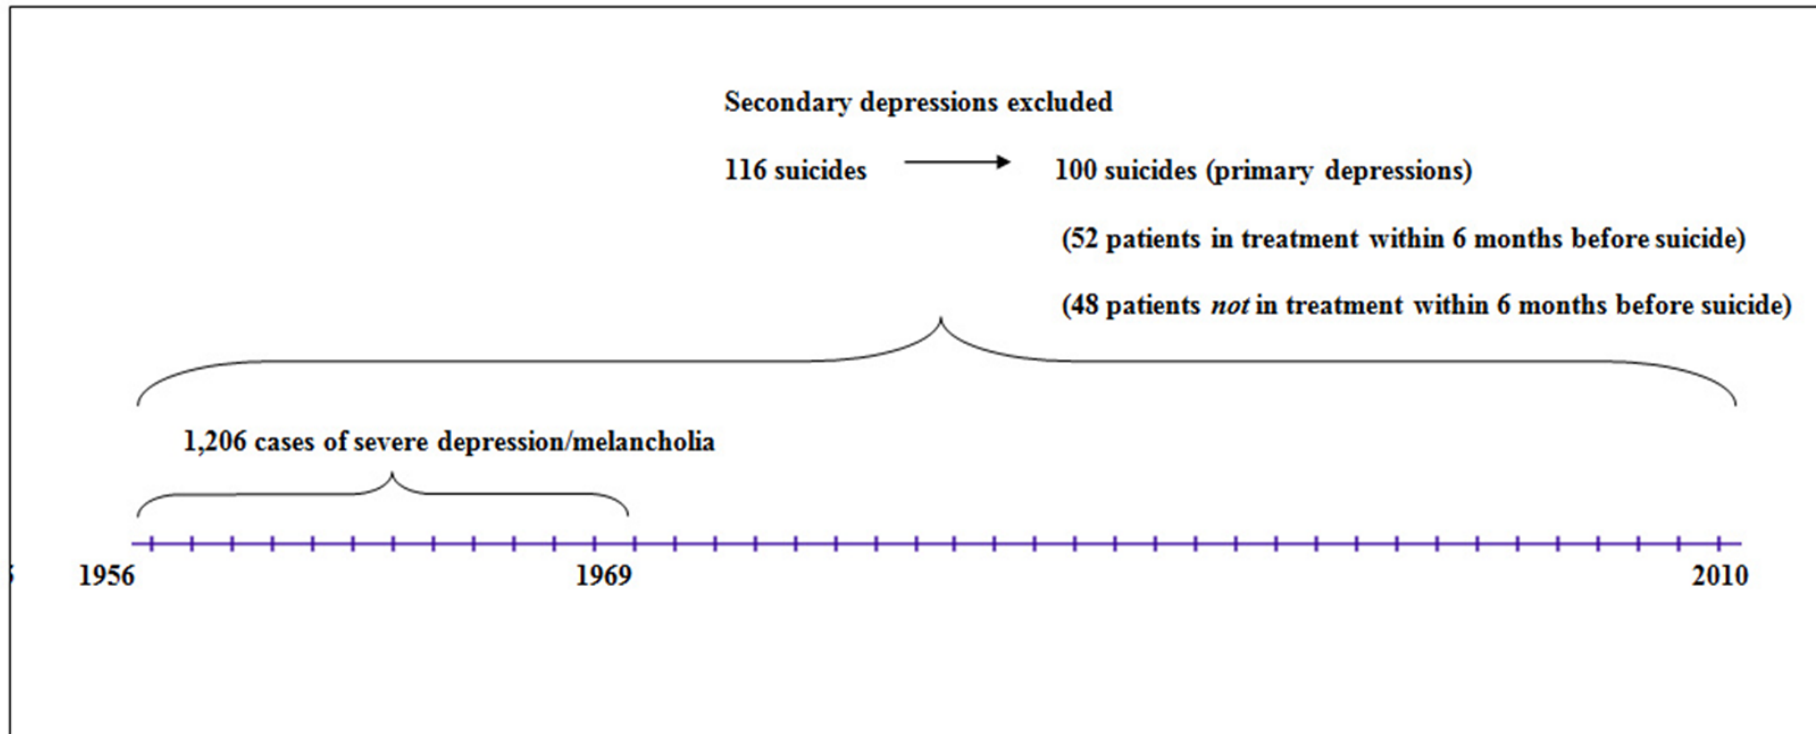 Secondary depressions excluded
116 suicides 100 suicides (primary depressions)
(52 patients in treatment within 6 months before suicide)
(48 patients not in treatment within 6 months before suicide)
1,206 cases of severe depression/melancholia
1956 1969 2010